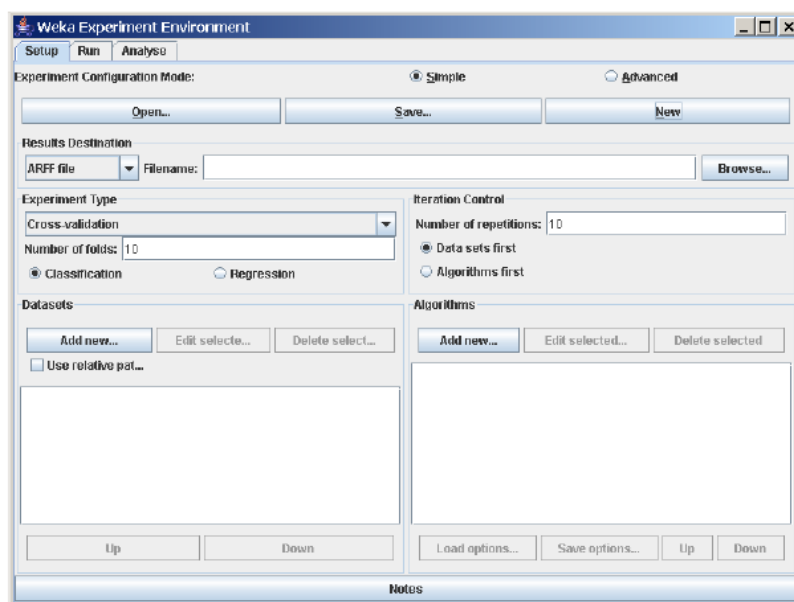 Weka Experiment Environment
Setup Run Analyse
Experiment Configuration Mode: Simple Advanced
Open... Save... New
Results Destination
ARFF file Filename: Browse...
Experiment Type Iteration Control
Cross-validation Number of repetitions: 10
Number of folds: 10 Data sets first
Classification Regression Algorithms first
Datasets Algorithms
Add new... Edit selecte... Delete select... Add new... Edit selected... Delete selected
Use relative pat...
Up Down Load options... Save options... Up Down
Notes